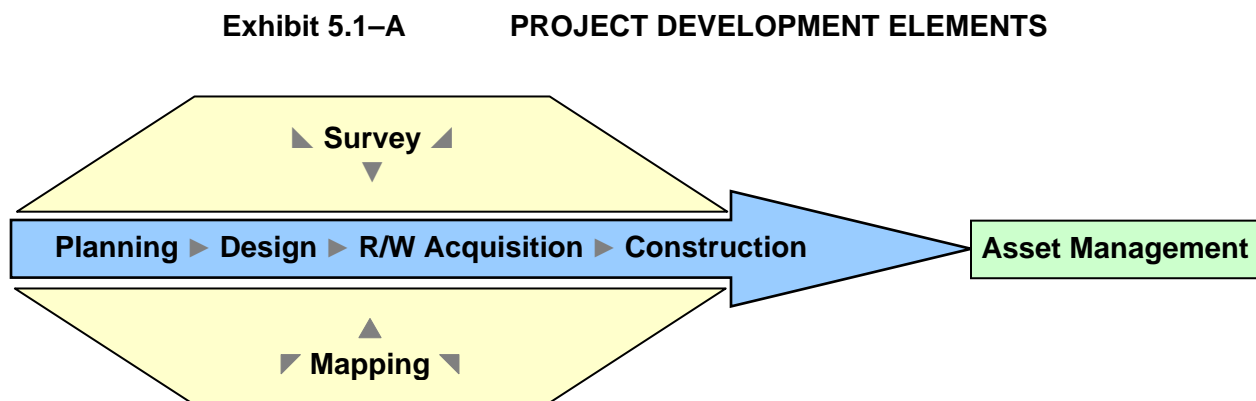 Exhibit 5.1–A PROJECT DEVELOPMENT ELEMENTS
Survey
Planning ► Design ► R/W Acquisition ► Construction
Asset Management
Mapping